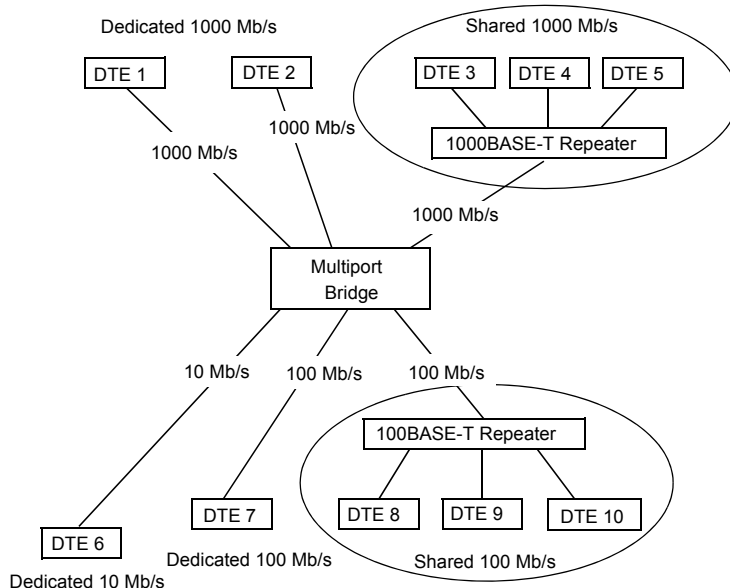 Dedicated 1000 Mb/s
Shared 1000 Mb/s
DTE 1
DTE 2
DTE 3
DTE 4
DTE 5
1000 Mb/s
1000 Mb/s
1000BASE-T Repeater
1000 Mb/s
Multiport
Bridge
10 Mb/s
100 Mb/s
100 Mb/s
100BASE-T Repeater
DTE 6
DTE 7
DTE 8
DTE 9
DTE 10
Dedicated 10 Mb/s
Dedicated 100 Mb/s
Shared 100 Mb/s